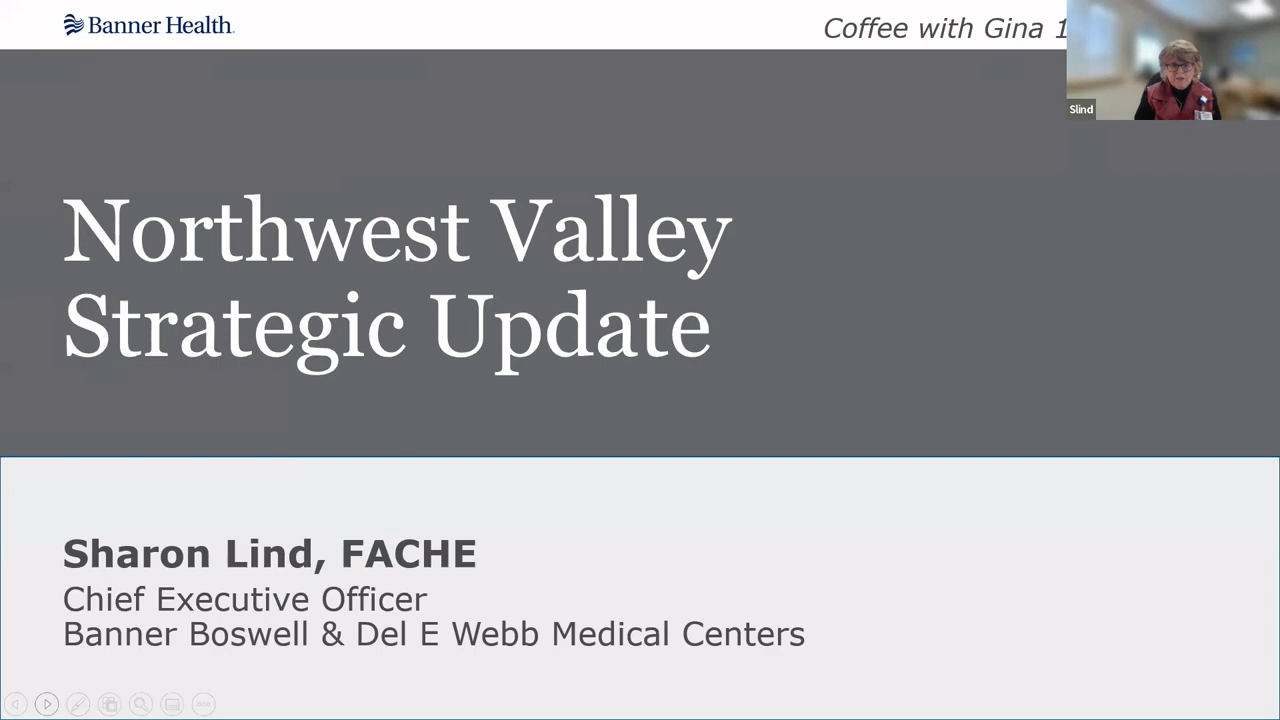 Banner Health
Coffee with Gina 1
Slind
Northwest Valley
Strategic Update
Sharon Lind, FACHE
Chief Executive Officer
Banner Boswell & Del E Webb Medical Centers